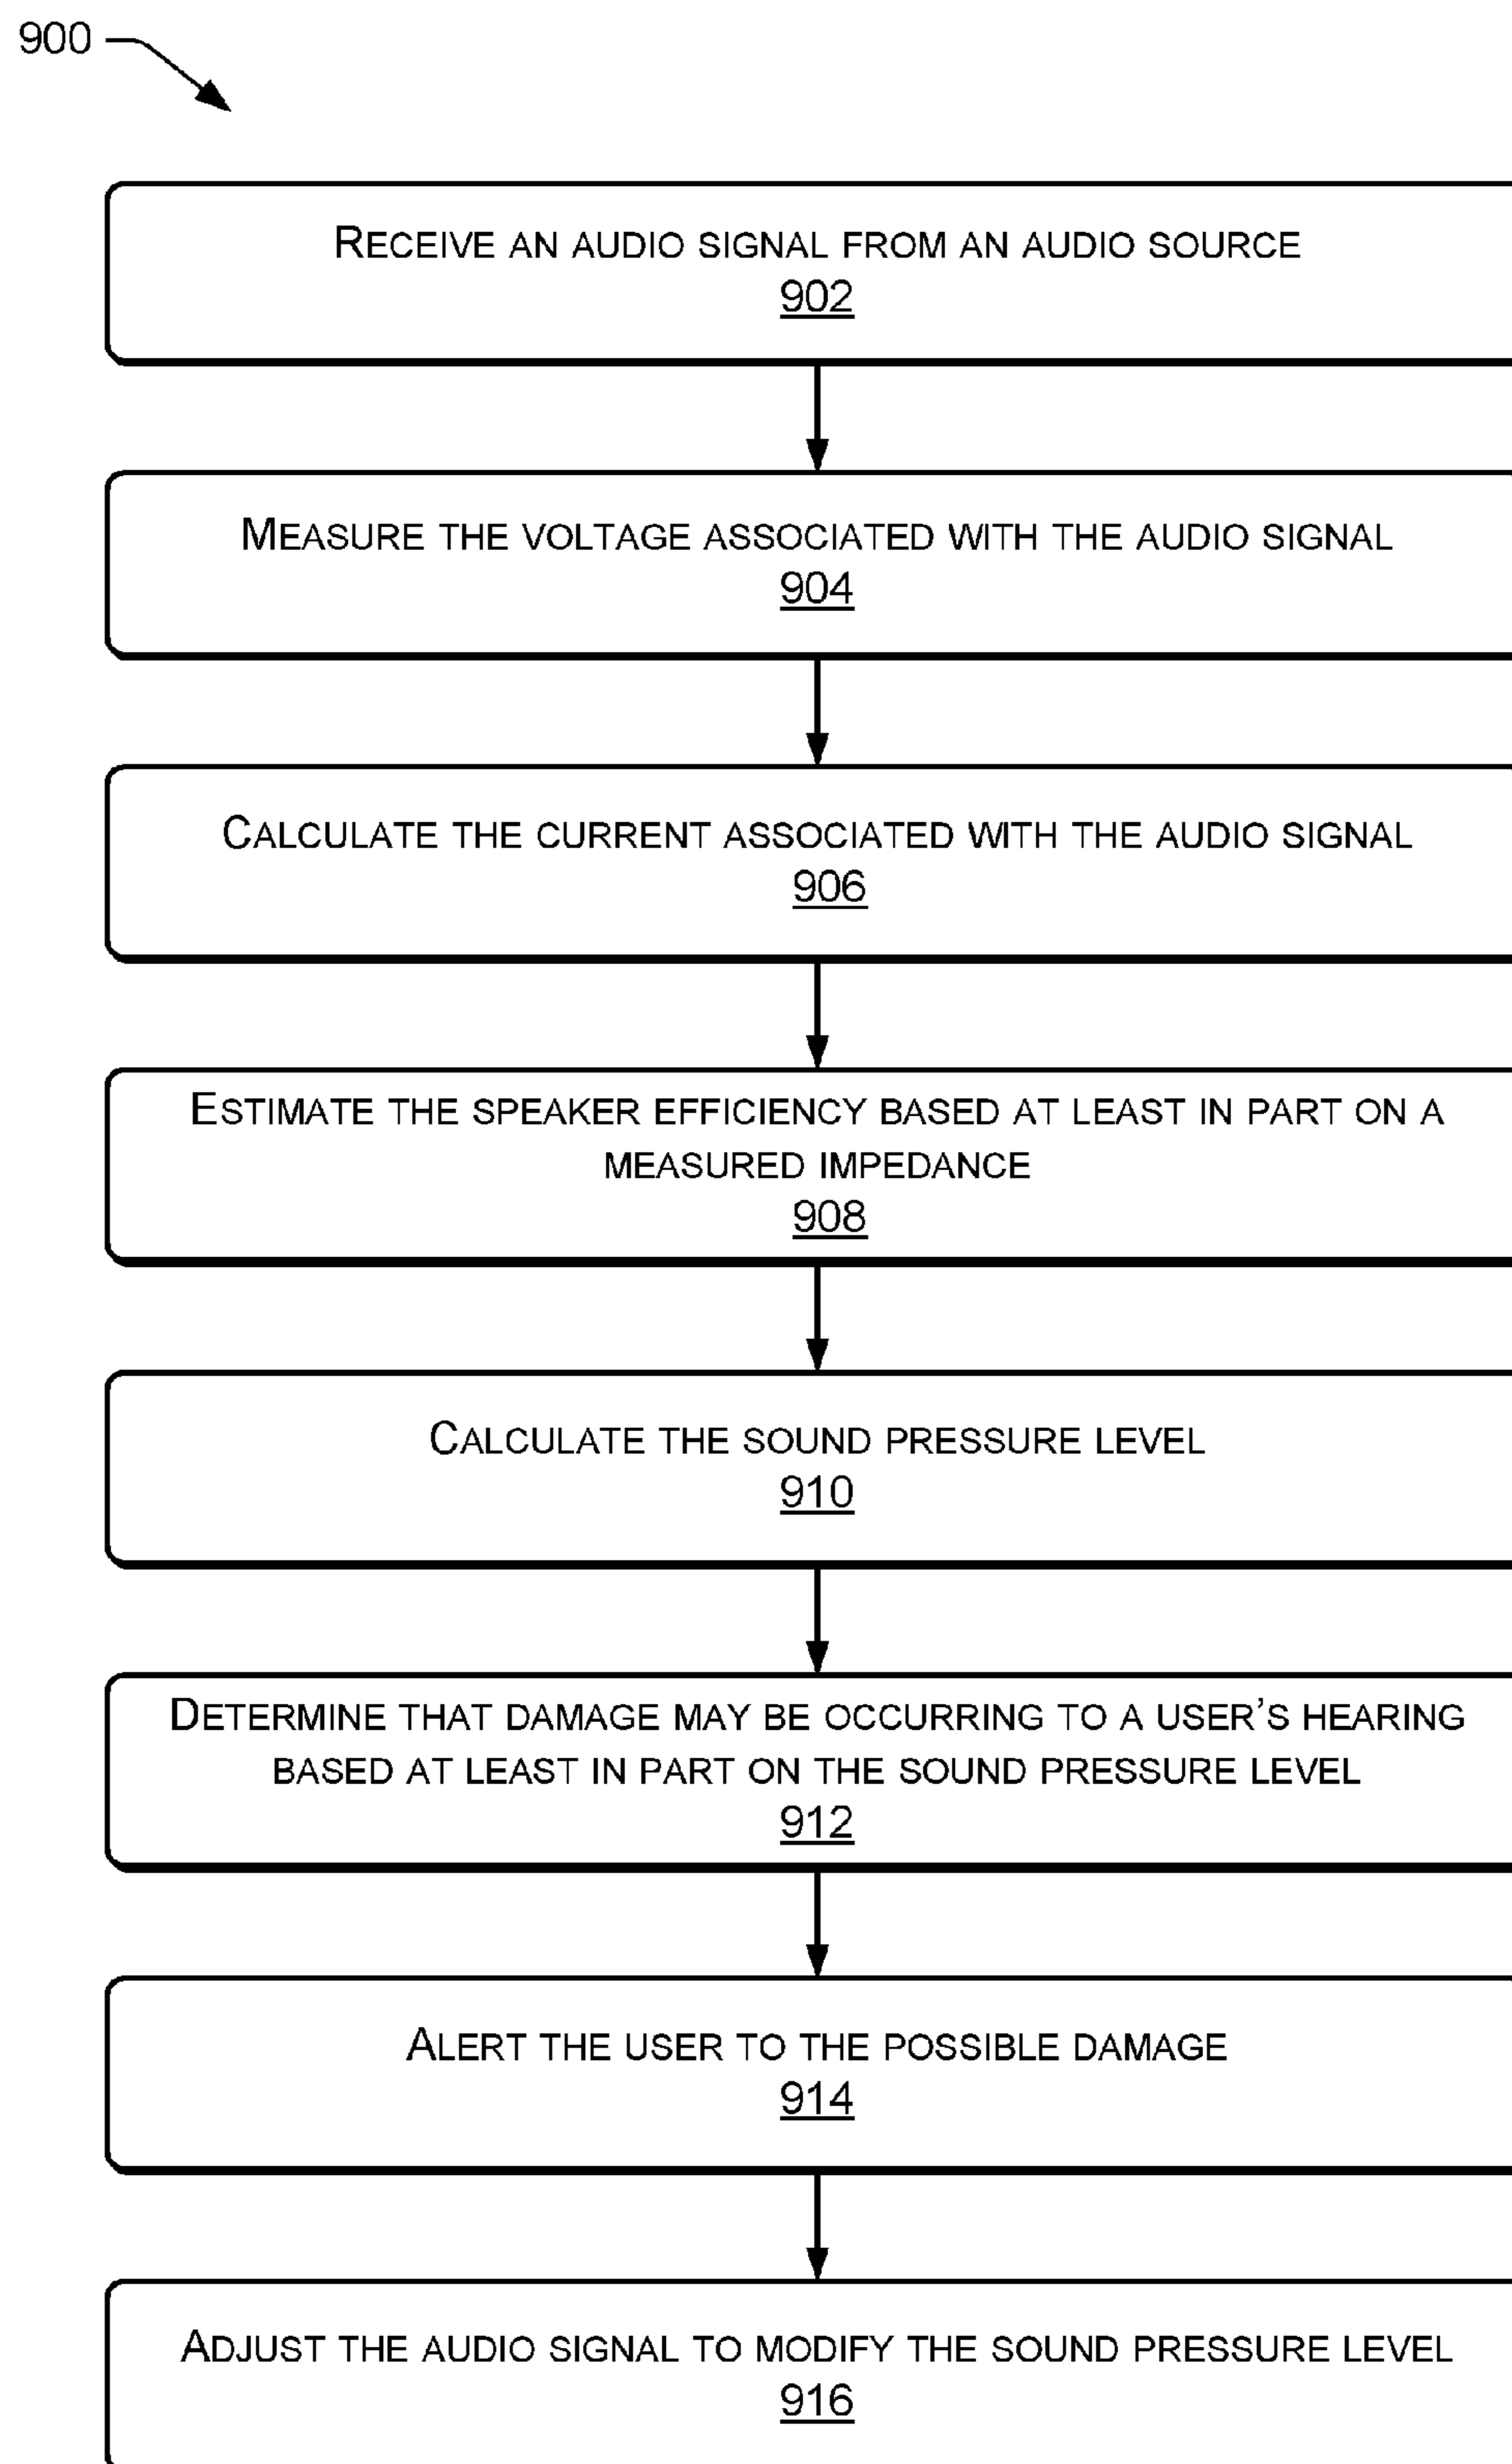 900
RECEIVE AN AUDIO SIGNAL FROM AN AUDIO SOURCE
902
MEASURE THE VOLTAGE ASSOCIATED WITH THE AUDIO SIGNAL
904
CALCULATE THE CURRENT ASSOCIATED WITH THE AUDIO SIGNAL
906
ESTIMATE THE SPEAKER EFFICIENCY BASED AT LEAST IN PART ON A
MEASURED IMPEDANCE
908
CALCULATE THE SOUND PRESSURE LEVEL
910
DETERMINE THAT DAMAGE MAY BE OCCURRING TO A USER’S HEARING
BASED AT LEAST IN PART ON THE SOUND PRESSURE LEVEL
912
ALERT THE USER TO THE POSSIBLE DAMAGE
914
ADJUST THE AUDIO SIGNAL TO MODIFY THE SOUND PRESSURE LEVEL
916